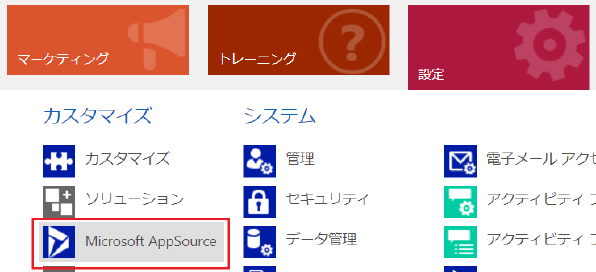 マーケティング
トレーニング
設定
カスタマイズ
システム
カスタマイズ
管理
電子メール アクセ
ソリューション
セキュリティ
アクティビティ フ
Microsoft AppSource
データ管理
アクティビティ フ